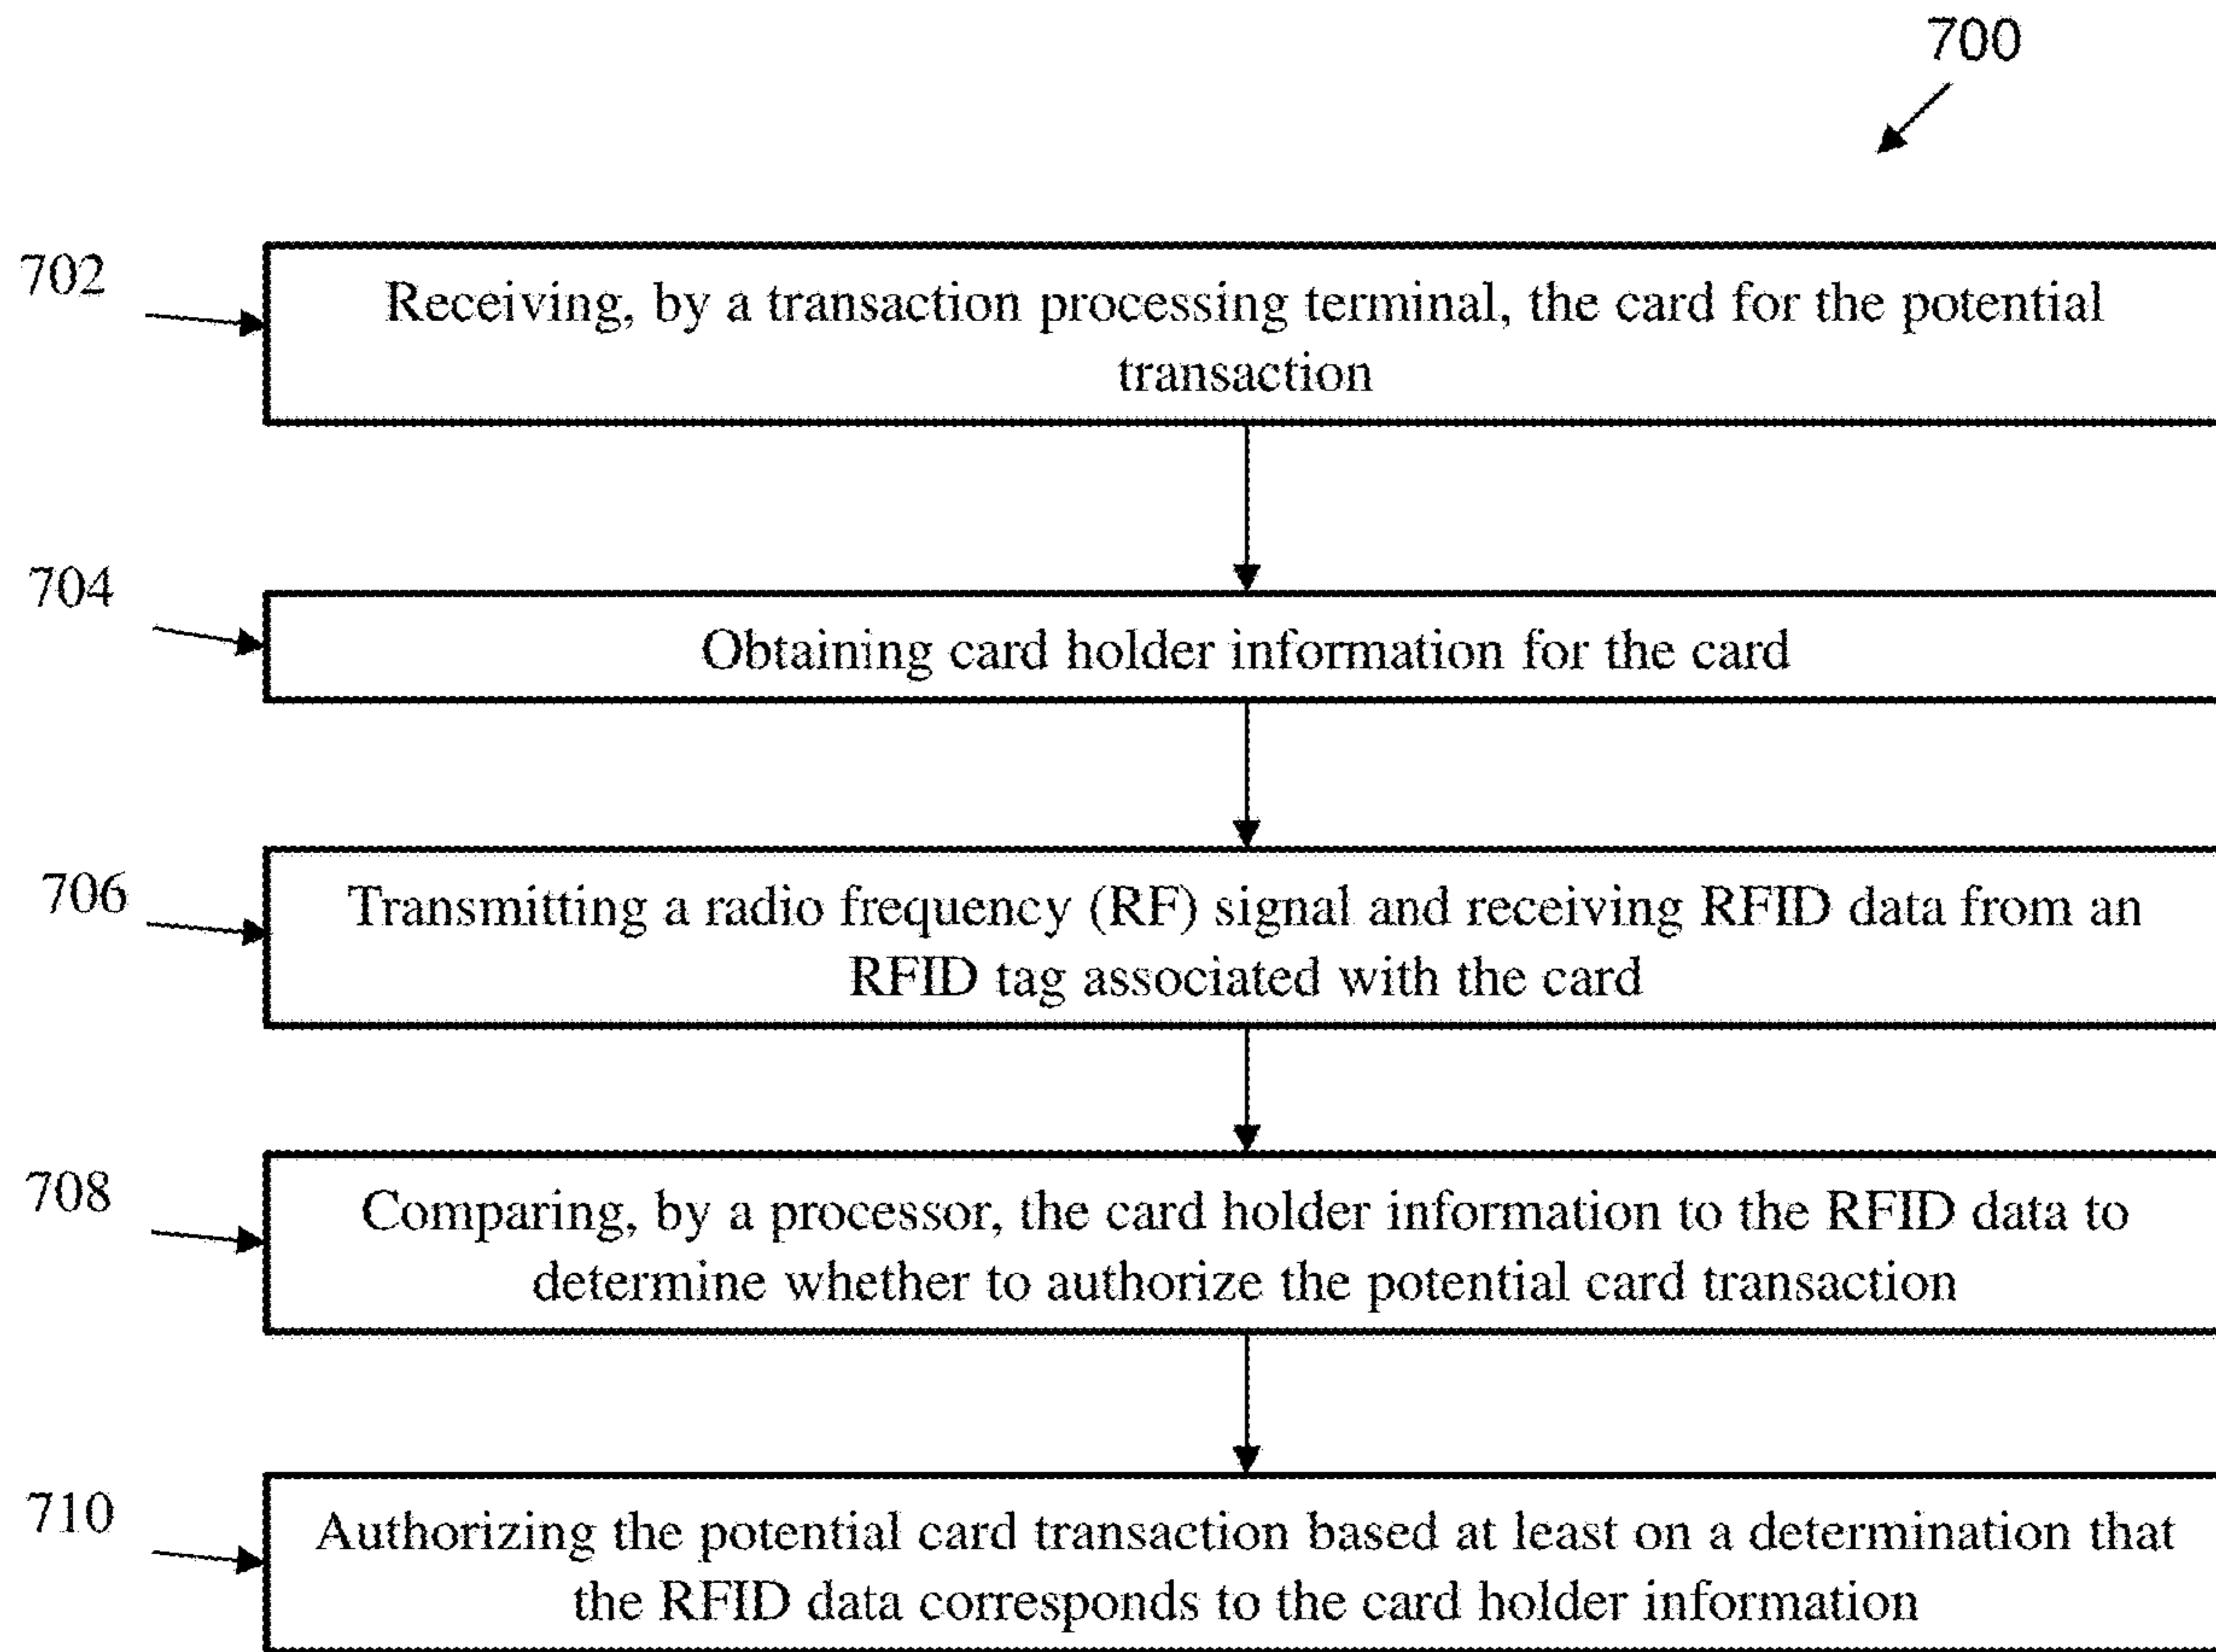 700
702
Receiving, by a transaction processing terminal, the card for the potential
transaction
704
Obtaining card holder information for the card
706
Transmitting a radio frequency (RF) signal and receiving RFID data from an
RFID tag associated with the card
708
Comparing, by a processor, the card holder information to the RFID data to
determine whether to authorize the potential card transaction
710
Authorizing the potential card transaction based at least on a determination that
the RFID data corresponds to the card holder information